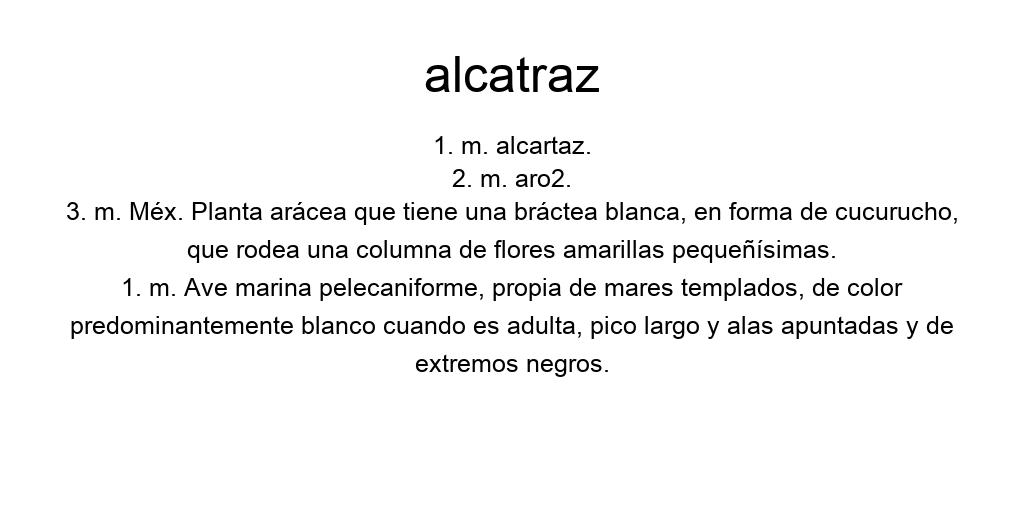 alcatraz
1. m. alcartaz.
2. m. aro2.
3. m. Méx. Planta arácea que tiene una bráctea blanca, en forma de cucurucho,
que rodea una columna de flores amarillas pequeñísimas.
1. m. Ave marina pelecaniforme, propia de mares templados, de color
predominantemente blanco cuando es adulta, pico largo y alas apuntadas y de
extremos negros.